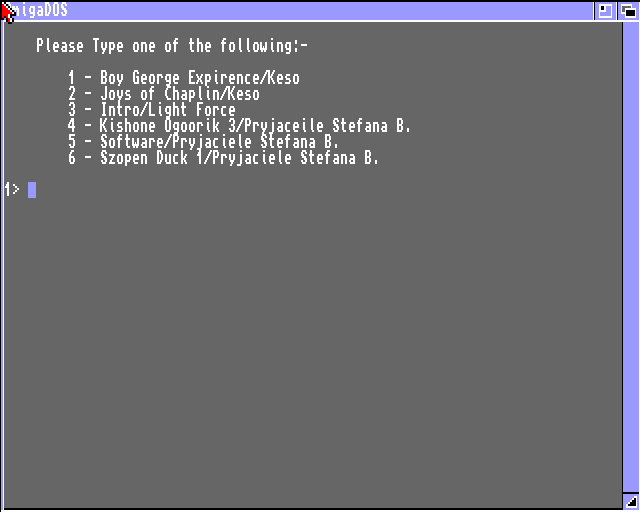 AmigaDOS
Please Type one of the following:-
1 - Boy George Expirence/Keso
2 - Joys of Chaplin/Keso
3 - Intro/Light Force
4 - Kishone Ogoorik 3/Pryjaceile Stefana B.
5 - Software/Pryjaciele Stefana B.
6 - Szopen Duck 1/Pryjaciele Stefana B.
1>